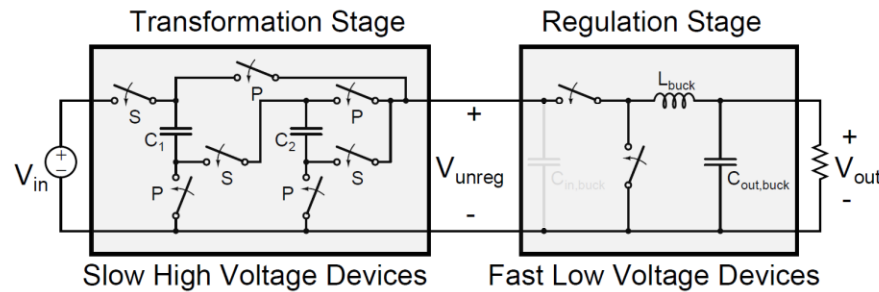 Transformation Stage
Regulation Stage
S
P
C1
S
C2
P
S
P
P
Vin
+
−
+
Vunreg
-
Cin,buck
Lbuck
Cout,buck
+
Vout
-
Slow High Voltage Devices
Fast Low Voltage Devices